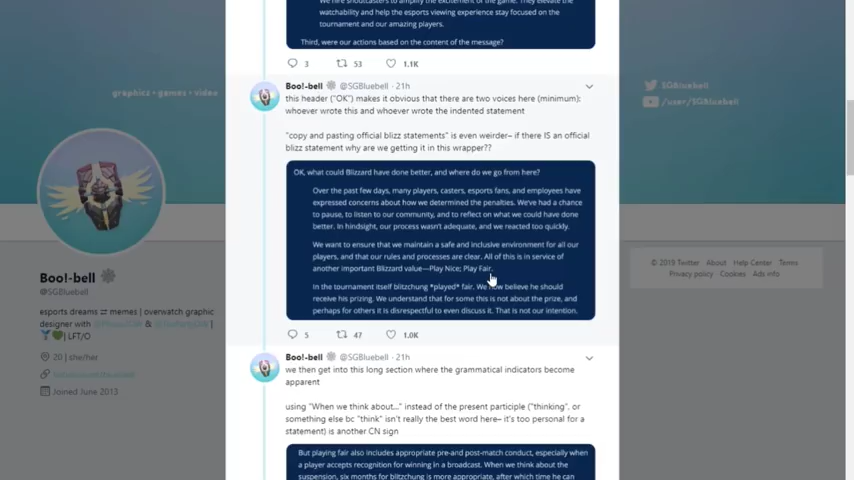 We hire shoutcasters to amplify the excitement of the game. They elevate the
watchability and help the esports viewing experience stay focused on the
tournament and our amazing players.
Third, were our actions based on the content of the message?
3 53 1.1K
Boo!-bell @SGBluebell · 21h
this header ("OK") makes it obvious that there are two voices here (minimum):
whoever wrote this and whoever wrote the indented statement
"copy and pasting official blizz statements" is even weirder– if there IS an official
blizz statement why are we getting it in this wrapper??
OK, what could Blizzard have done better, and where do we go from here?
Over the past few days, many players, casters, esports fans, and employees have
expressed concerns about how we determined the penalties. We've had a chance
to pause, to listen to our community, and to reflect on what we could have done
better. In hindsight, our process wasn't adequate, and we reacted too quickly.
We want to ensure that we maintain a safe and inclusive environment for all our
players, and that our rules and processes are clear. All of this is in service of
another important Blizzard value—Play Nice; Play Fair.
In the tournament itself blitzchung *played* fair. We now believe he should
receive his prizing. We understand that for some this is not about the prize, and
perhaps for others it is disrespectful to even discuss it. That is not our intention.
5 47 1.0K
Boo!-bell @SGBluebell · 21h
we then get into this long section where the grammatical indicators become
apparent
using "When we think about..." instead of the present participle ("thinking", or
something else bc "think" isn't really the best word here– it's too personal for a
statement) is another CN sign
But playing fair also includes appropriate pre-and post-match conduct, especially when
a player accepts recognition for winning in a broadcast. When we think about the
suspension, six months for blitzchung is more appropriate, after which time he can
graphics · games · video
SGBluebell
/user/SGBluebell
Boo!-bell
@SGBluebell
esports dreams ⇄ memes | overwatch graphic
designer with & |
| LFT/O
20 | she/her
Joined June 2013
© 2019 Twitter About Help Center Terms
Privacy policy Cookies Ads info